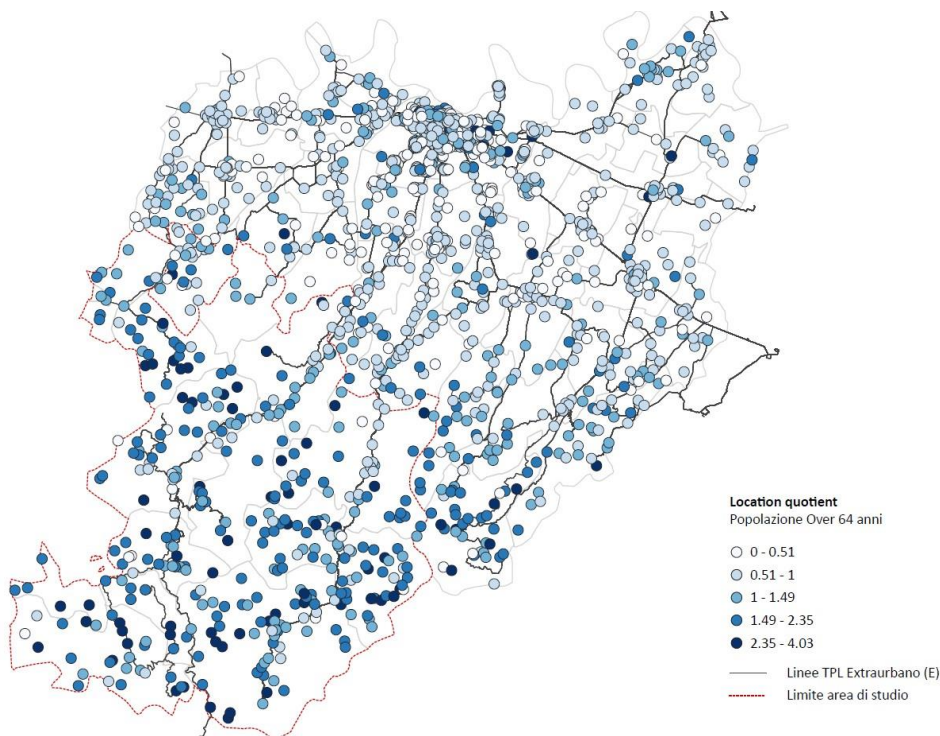 Location quotient
Popolazione Over 64 anni
0 - 0.51
0.51 - 1
1 - 1.49
1.49 - 2.35
2.35 - 4.03
Linee TPL Extraurbano (E)
Limite area di studio